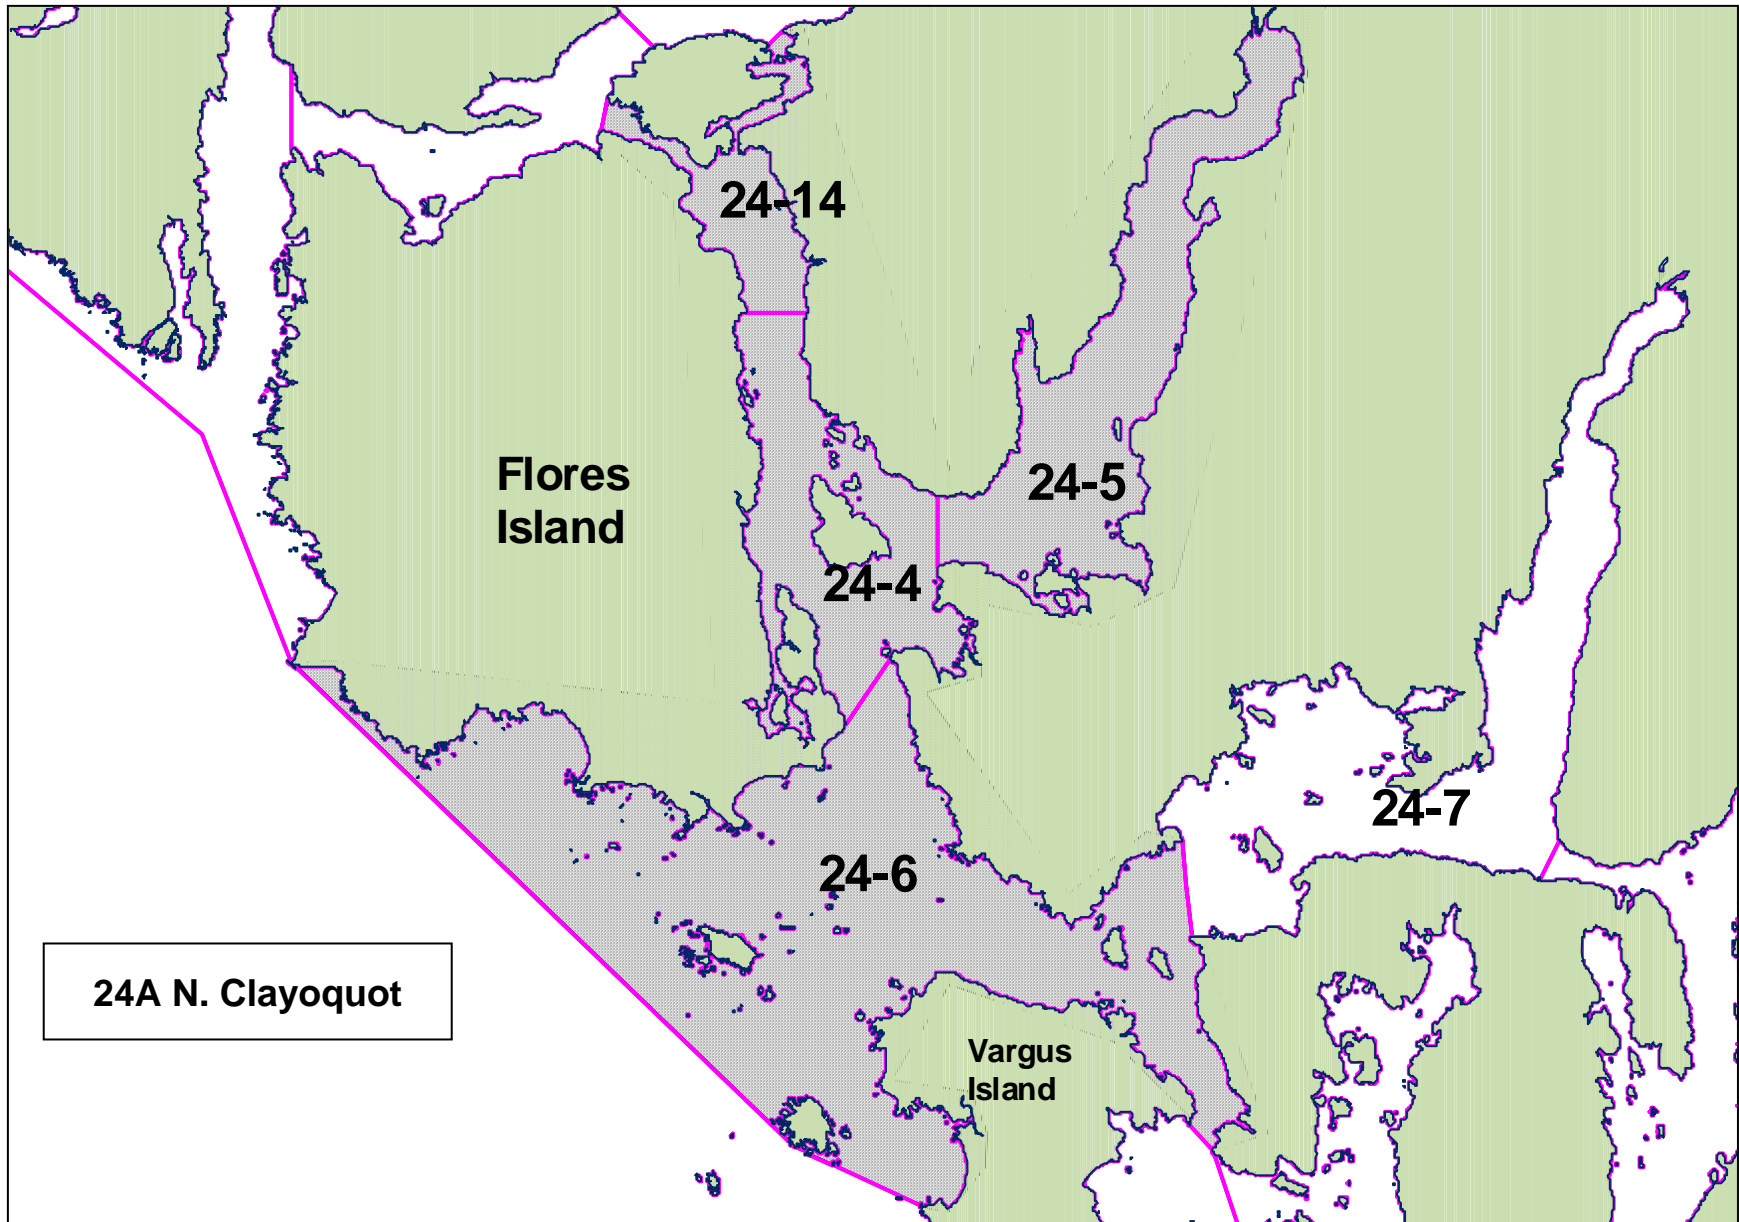 24-14
Flores
Island
24-5
24-4
24-7
24-6
24A N. Clayoquot
Vargus
Island